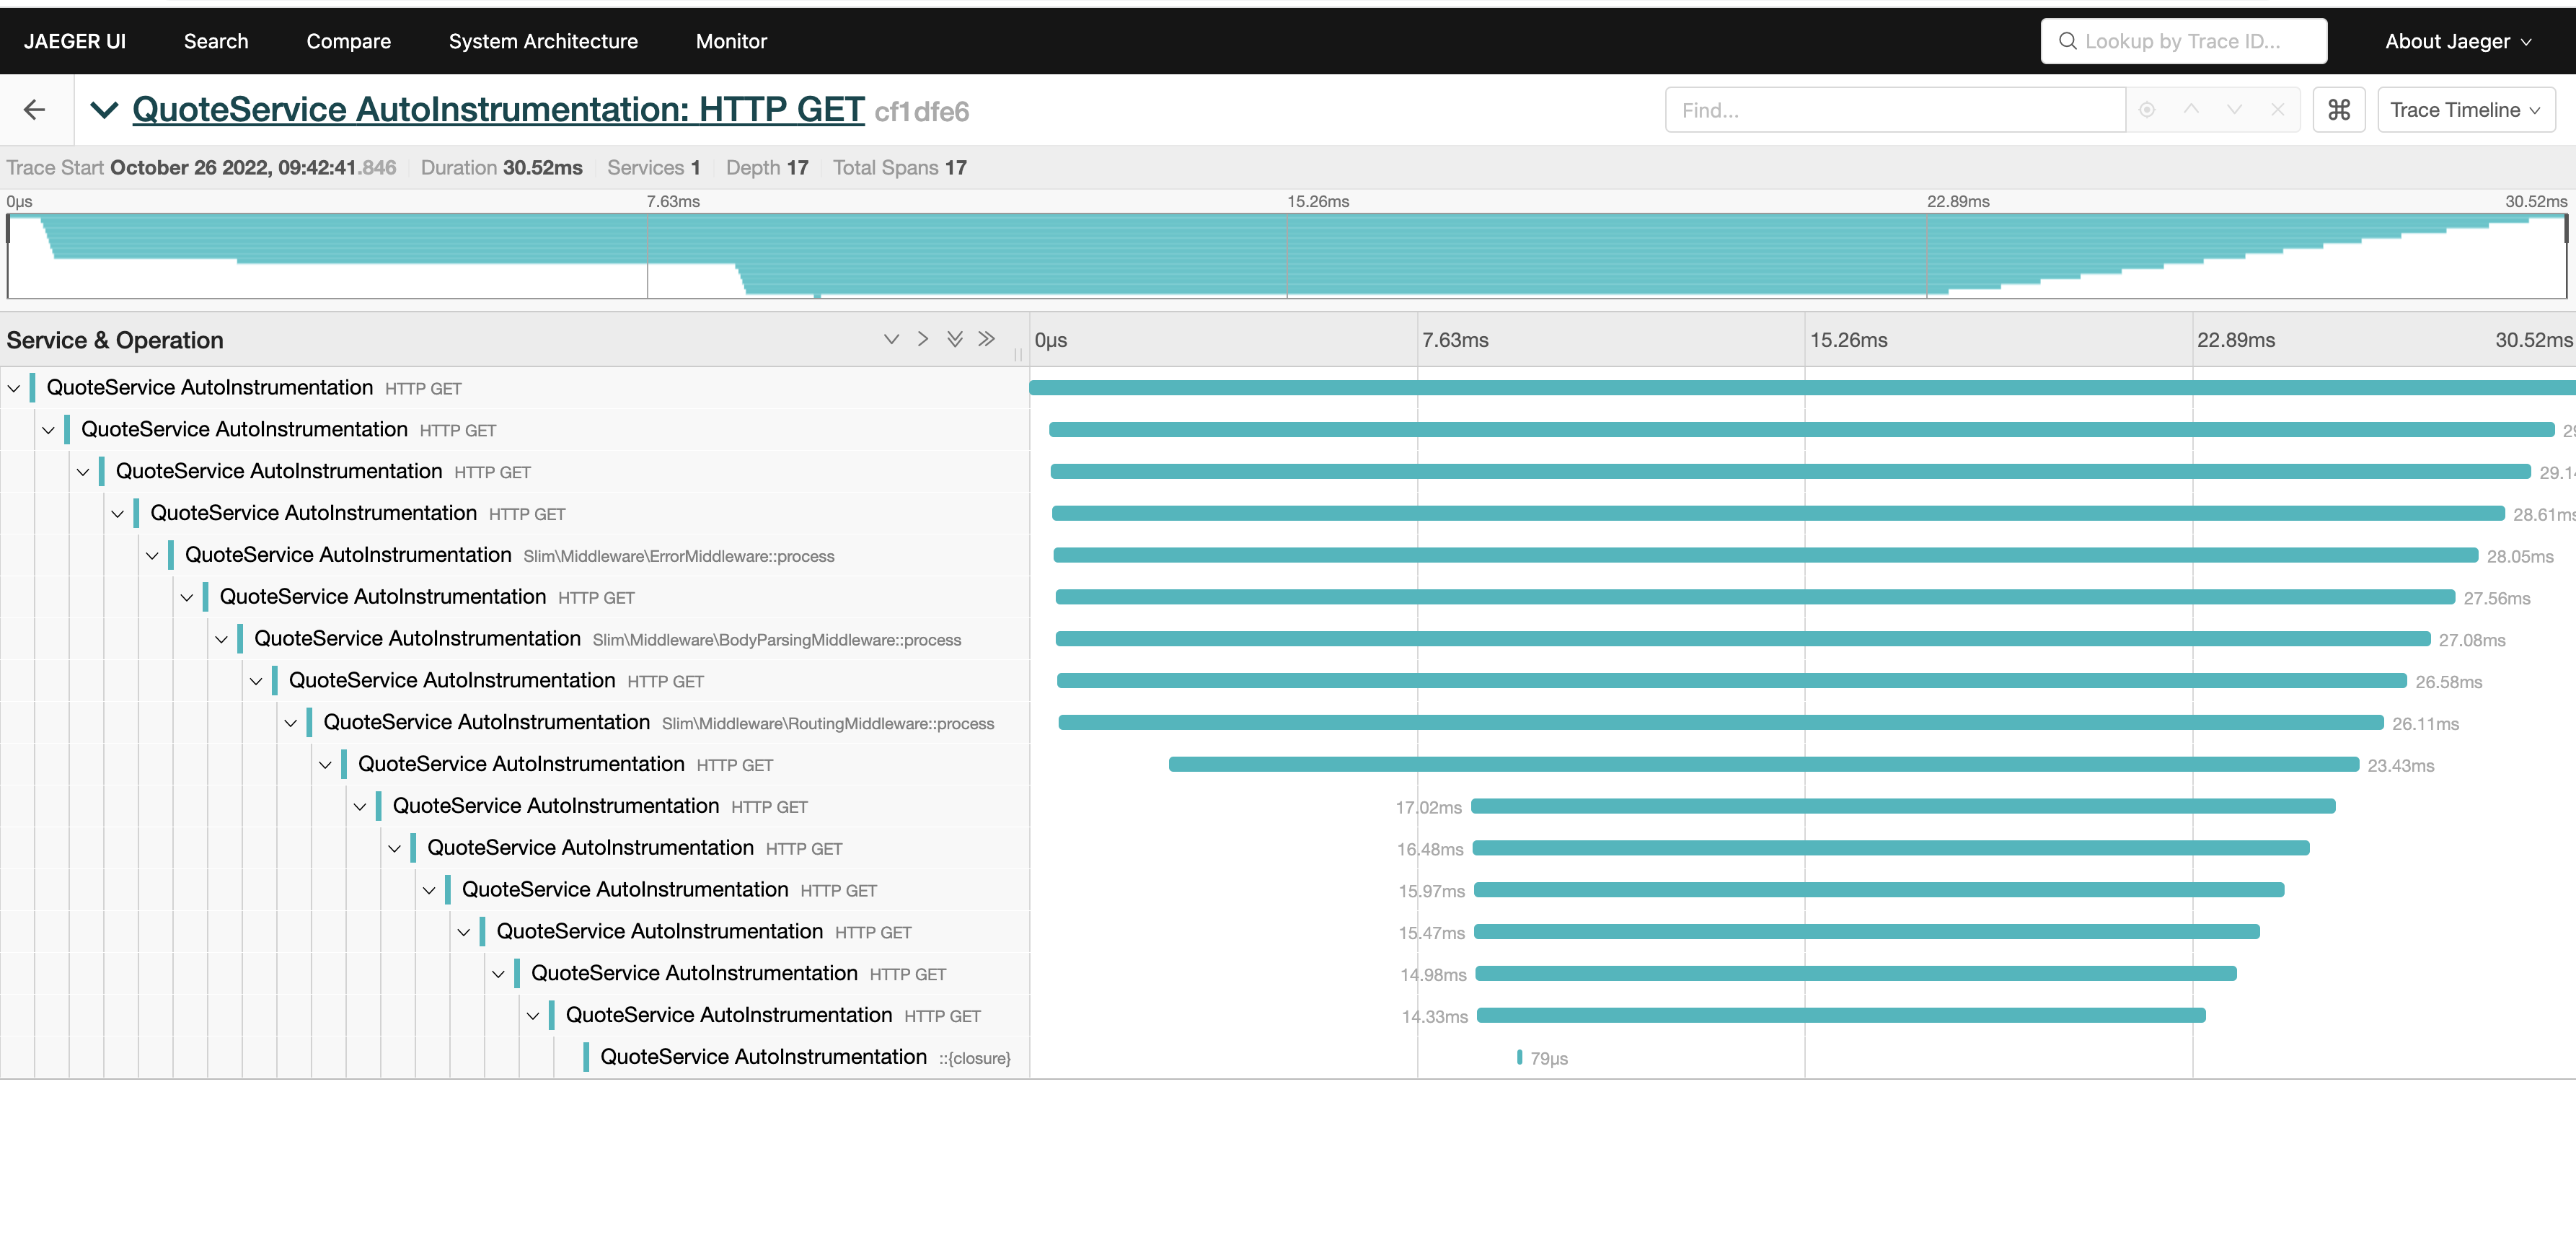 JAEGER UI Search Compare System Architecture Monitor Lookup by Trace ID... About Jaeger
QuoteService AutoInstrumentation: HTTP GET cf1dfe6 Find... ⌘ Trace Timeline
Trace Start October 26 2022, 09:42:41.846 Duration 30.52ms Services 1 Depth 17 Total Spans 17
0μs 7.63ms 15.26ms 22.89ms 30.52ms
Service & Operation 0μs 7.63ms 15.26ms 22.89ms 30.52ms
QuoteService AutoInstrumentation HTTP GET
QuoteService AutoInstrumentation HTTP GET
QuoteService AutoInstrumentation HTTP GET 29.1
QuoteService AutoInstrumentation HTTP GET 28.61ms
QuoteService AutoInstrumentation Slim\Middleware\ErrorMiddleware::process 28.05ms
QuoteService AutoInstrumentation HTTP GET 27.56ms
QuoteService AutoInstrumentation Slim\Middleware\BodyParsingMiddleware::process 27.08ms
QuoteService AutoInstrumentation HTTP GET 26.58ms
QuoteService AutoInstrumentation Slim\Middleware\RoutingMiddleware::process 26.11ms
QuoteService AutoInstrumentation HTTP GET 23.43ms
QuoteService AutoInstrumentation HTTP GET 17.02ms
QuoteService AutoInstrumentation HTTP GET 16.48ms
QuoteService AutoInstrumentation HTTP GET 15.97ms
QuoteService AutoInstrumentation HTTP GET 15.47ms
QuoteService AutoInstrumentation HTTP GET 14.98ms
QuoteService AutoInstrumentation HTTP GET 14.33ms
QuoteService AutoInstrumentation ::{closure} 79μs